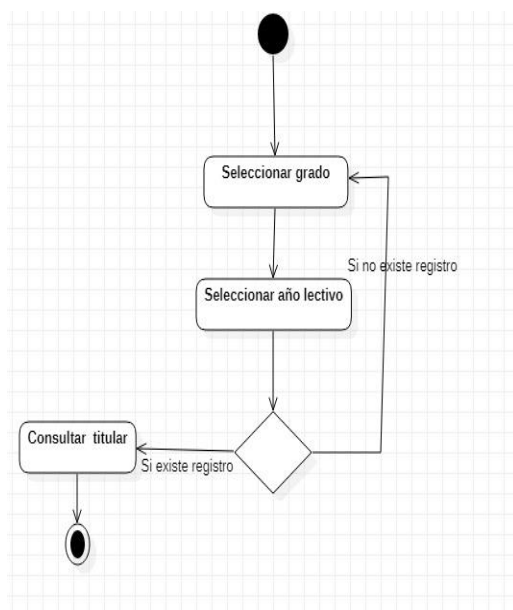 Seleccionar grado
Si no existe registro
Seleccionar año lectivo
Consultar titular
Si existe registro